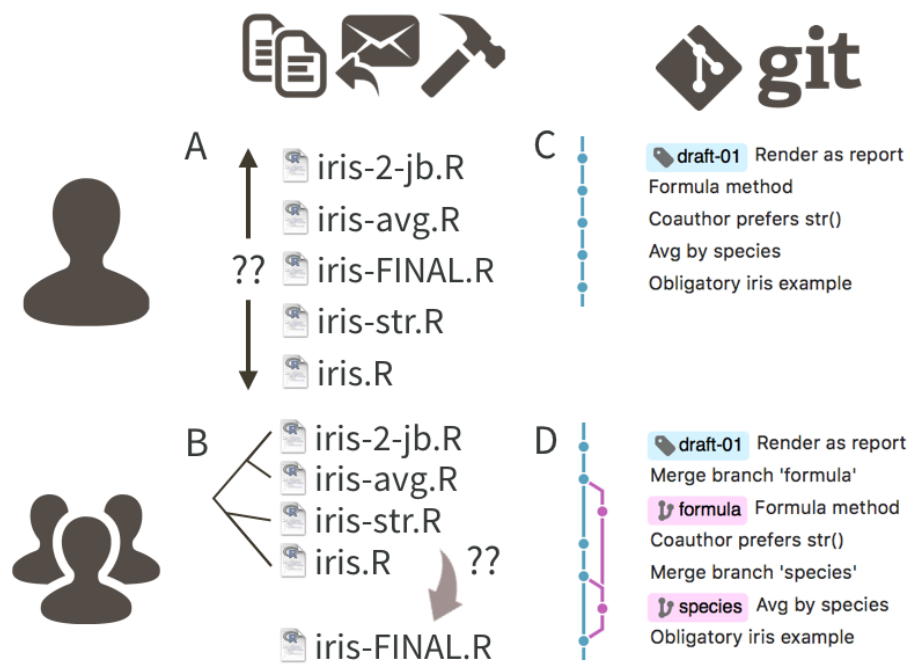 git
A
iris-2-jb.R
iris-avg.R
??
iris-FINAL.R
iris-str.R
iris.R
C
draft-01 Render as report
Formula method
Coauthor prefers str()
Avg by species
Obligatory iris example
B
iris-2-jb.R
iris-avg.R
iris-str.R
iris.R
??
iris-FINAL.R
D
draft-01 Render as report
Merge branch 'formula'
formula Formula method
Coauthor prefers str()
Merge branch 'species'
species Avg by species
Obligatory iris example